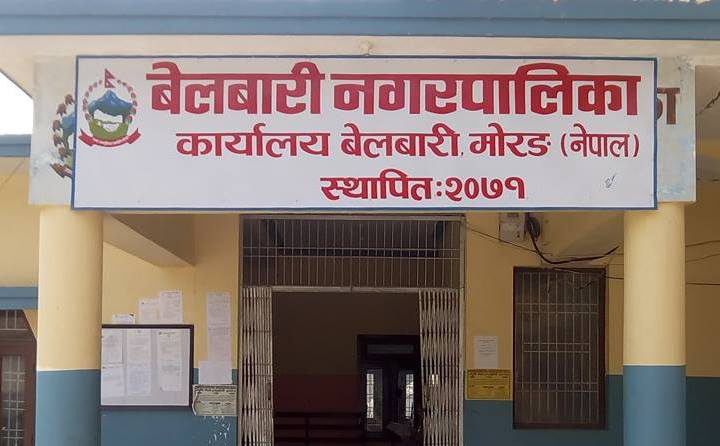 बेलबारी नगरपालिका
कार्यालय बेलबारी, मोरङ (नेपाल)
स्थापितः२०७१
का